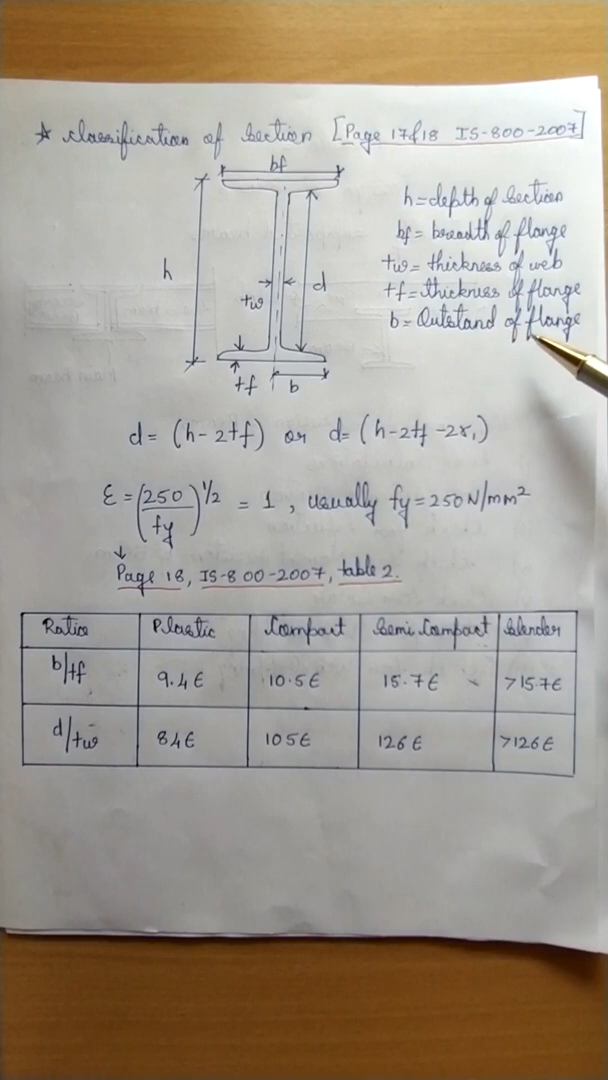 ☆ classification of section [Page 17&18 IS-800-2007]
bf
h
tw
d
tf
b
h = depth of section
bf = breadth of flange
tw = thickness of web
tf = thickness of flange
b = Outstand of flange
d = (h - 2tf) or d = (h - 2tf - 2r₁)
ε = (250/fy)^1/2 = 1, usually fy = 250 N/mm²
↓
Page 18, IS-800-2007, table 2.
Ratio Plastic Compact Semi Compact Slender
b/tf 9.4ε 10.5ε 15.7ε >15.7ε
d/tw 84ε 105ε 126ε >126ε